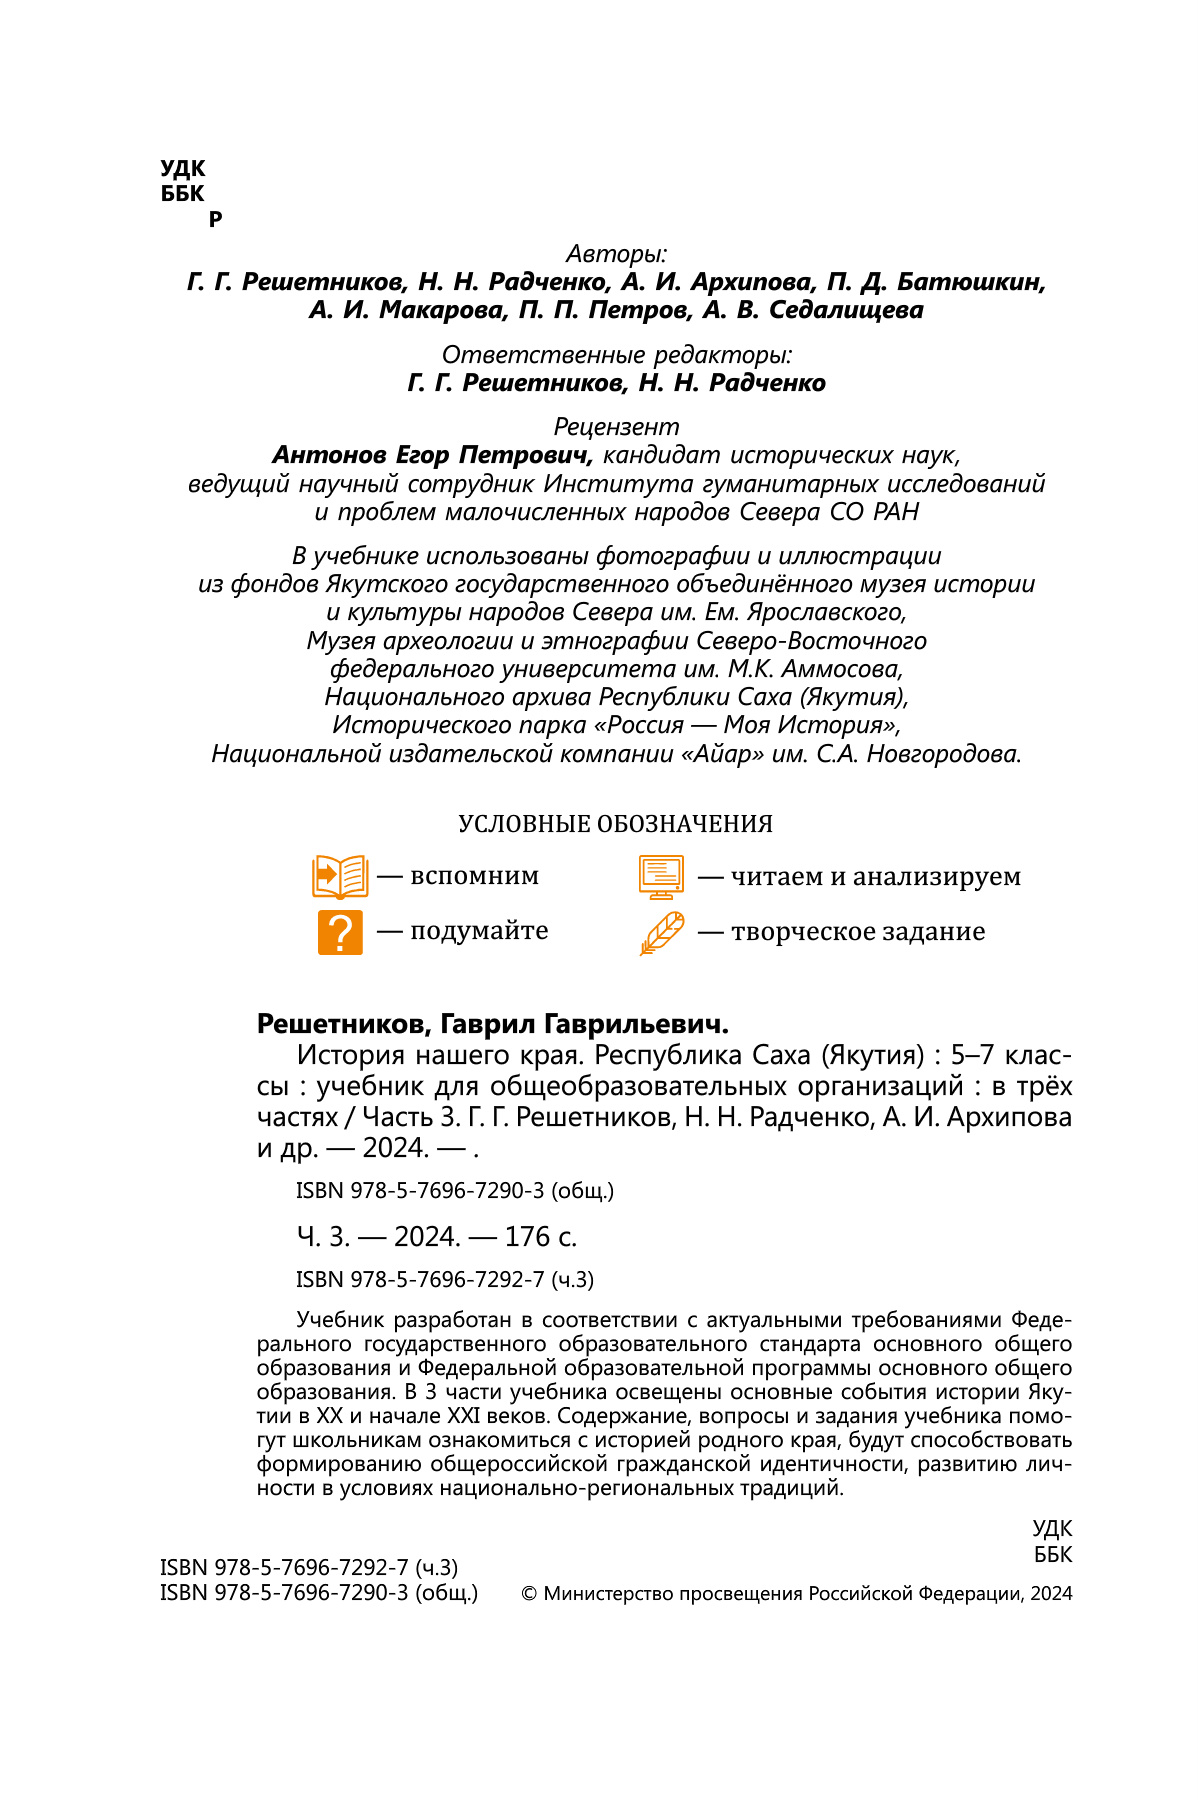 УДК
ББК
Р
Авторы:
Г. Г. Решетников, Н. Н. Радченко, А. И. Архипова, П. Д. Батюшкин,
А. И. Макарова, П. П. Петров, А. В. Седалищева
Ответственные редакторы:
Г. Г. Решетников, Н. Н. Радченко
Рецензент
Антонов Егор Петрович, кандидат исторических наук,
ведущий научный сотрудник Института гуманитарных исследований
и проблем малочисленных народов Севера СО РАН
В учебнике использованы фотографии и иллюстрации
из фондов Якутского государственного объединённого музея истории
и культуры народов Севера им. Ем. Ярославского,
Музея археологии и этнографии Северо-Восточного
федерального университета им. М.К. Аммосова,
Национального архива Республики Саха (Якутия),
Исторического парка «Россия — Моя История»,
Национальной издательской компании «Айар» им. С.А. Новгородова.
УСЛОВНЫЕ ОБОЗНАЧЕНИЯ
— вспомним — читаем и анализируем
? — подумайте — творческое задание
Решетников, Гаврил Гаврильевич.
История нашего края. Республика Саха (Якутия) : 5–7 клас-
сы : учебник для общеобразовательных организаций : в трёх
частях / Часть 3. Г. Г. Решетников, Н. Н. Радченко, А. И. Архипова
и др. — 2024. — .
ISBN 978-5-7696-7290-3 (общ.)
Ч. 3. — 2024. — 176 с.
ISBN 978-5-7696-7292-7 (ч.3)
Учебник разработан в соответствии с актуальными требованиями Феде-
рального государственного образовательного стандарта основного общего
образования и Федеральной образовательной программы основного общего
образования. В 3 части учебника освещены основные события истории Яку-
тии в XX и начале XXI веков. Содержание, вопросы и задания учебника помо-
гут школьникам ознакомиться с историей родного края, будут способствовать
формированию общероссийской гражданской идентичности, развитию лич-
ности в условиях национально-региональных традиций.
УДК
ББК
ISBN 978-5-7696-7292-7 (ч.3)
ISBN 978-5-7696-7290-3 (общ.) © Министерство просвещения Российской Федерации, 2024